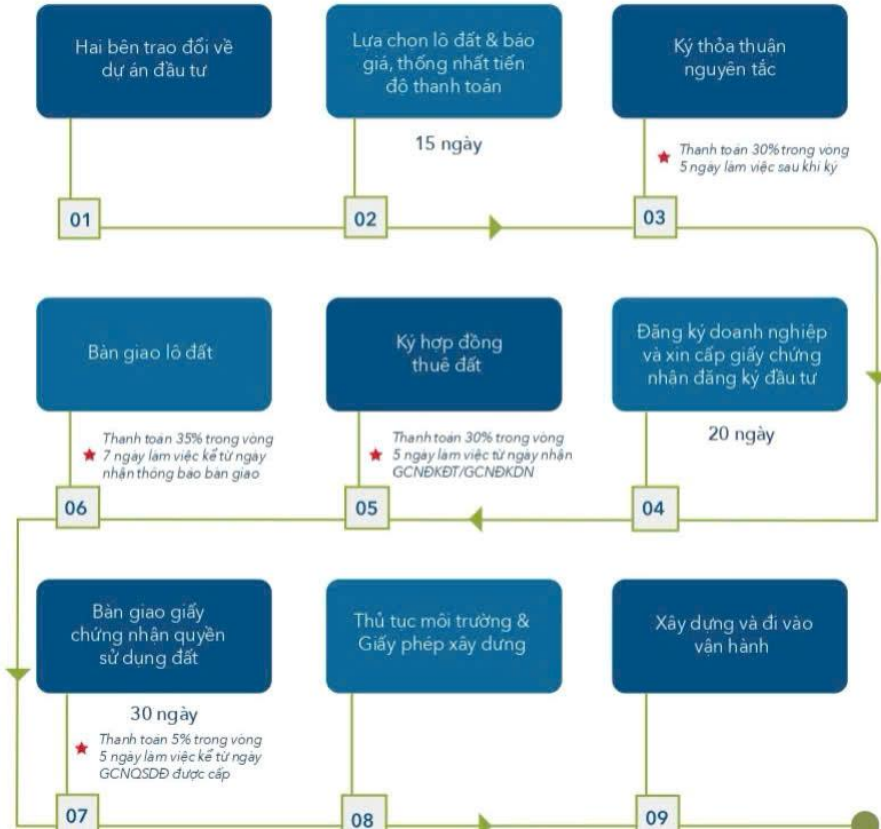 Hai bên trao đổi về
dự án đầu tư
Lựa chọn lô đất & báo
giá, thống nhất tiến
độ thanh toán
15 ngày
Ký thỏa thuận
nguyên tắc
Thanh toán 30% trong vòng
5 ngày làm việc sau khi ký
01
02
03
Đăng ký doanh nghiệp
và xin cấp giấy chứng
nhận đăng ký đầu tư
20 ngày
Ký hợp đồng
thuê đất
Thanh toán 30% trong vòng
5 ngày làm việc từ ngày nhận
GCNĐKĐT/GCNĐKDN
Bàn giao lô đất
Thanh toán 35% trong vòng
7 ngày làm việc kể từ ngày
nhận thông báo bàn giao
04
05
06
Bàn giao giấy
chứng nhận quyền
sử dụng đất
30 ngày
Thanh toán 5% trong vòng
5 ngày làm việc kể từ ngày
GCNQSDĐ được cấp
Thủ tục môi trường &
Giấy phép xây dựng
Xây dựng và đi vào
vận hành
07
08
09